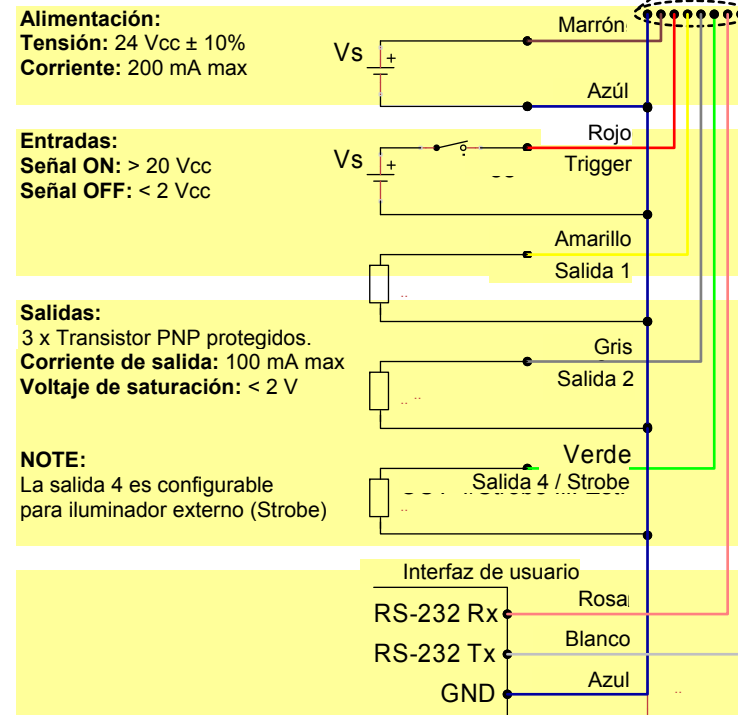 Alimentación:
Tensión: 24 Vcc ± 10%
Corriente: 200 mA max
Vs
+
Marrón
Azúl
Entradas:
Señal ON: > 20 Vcc
Señal OFF: < 2 Vcc
Vs
+
Rojo
Trigger
Amarillo
Salida 1
Salidas:
3 x Transistor PNP protegidos.
Corriente de salida: 100 mA max
Voltaje de saturación: < 2 V
Gris
Salida 2
NOTE:
La salida 4 es configurable
para iluminador externo (Strobe)
Verde
Salida 4 / Strobe
Interfaz de usuario
RS-232 Rx
Rosa
RS-232 Tx
Blanco
GND
Azul